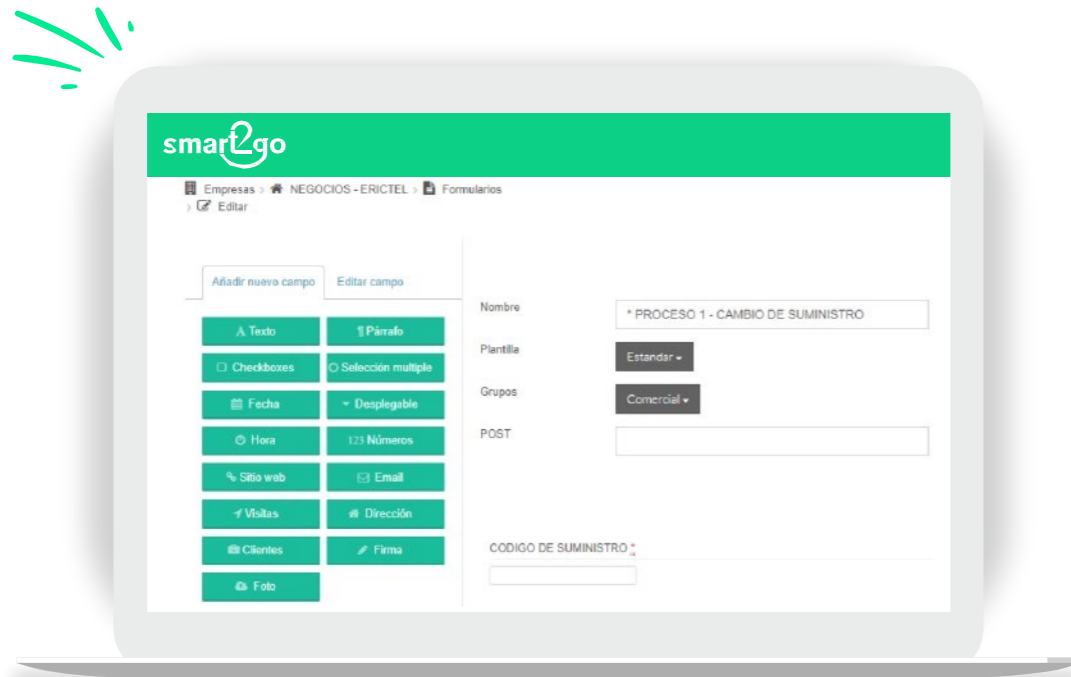 smart2go
Empresas > NEGOCIOS - ERICTEL > Formularios
> Editar
Añadir nuevo campo
Editar campo
A Texto
¶ Párrafo
Checkboxes
Selección multiple
Fecha
Desplegable
Hora
123 Números
Sitio web
Email
Visitas
Dirección
Clientes
Firma
Foto
Nombre
* PROCESO 1 - CAMBIO DE SUMINISTRO
Plantilla
Estandar
Grupos
Comercial
POST
CODIGO DE SUMINISTRO *